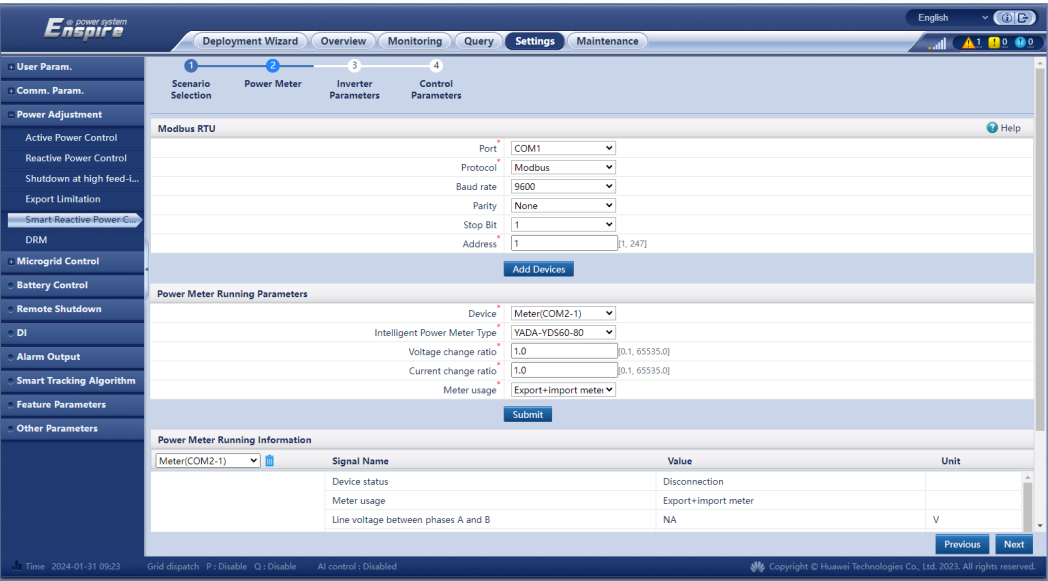 e power system
Enspire
English
Deployment Wizard Overview Monitoring Query Settings Maintenance
1 0 0
User Param.
Comm. Param.
Power Adjustment
Active Power Control
Reactive Power Control
Shutdown at high feed-i...
Export Limitation
Smart Reactive Power C...
DRM
Microgrid Control
Battery Control
Remote Shutdown
DI
Alarm Output
Smart Tracking Algorithm
Feature Parameters
Other Parameters
1 2 3 4
Scenario Selection Power Meter Inverter Parameters Control Parameters
Modbus RTU Help
Port* COM1
Protocol* Modbus
Baud rate 9600
Parity None
Stop Bit 1
Address* 1 [1, 247]
Add Devices
Power Meter Running Parameters
Device* Meter(COM2-1)
Intelligent Power Meter Type* YADA-YDS60-80
Voltage change ratio* 1.0 [0.1, 65535.0]
Current change ratio* 1.0 [0.1, 65535.0]
Meter usage* Export+import meter
Submit
Power Meter Running Information
Meter(COM2-1) Signal Name Value Unit
Device status Disconnection
Meter usage Export+import meter
Line voltage between phases A and B NA V
Previous Next
Time 2024-01-31 09:23 Grid dispatch P : Disable Q : Disable AI control : Disabled Copyright © Huawei Technologies Co., Ltd. 2023. All rights reserved.